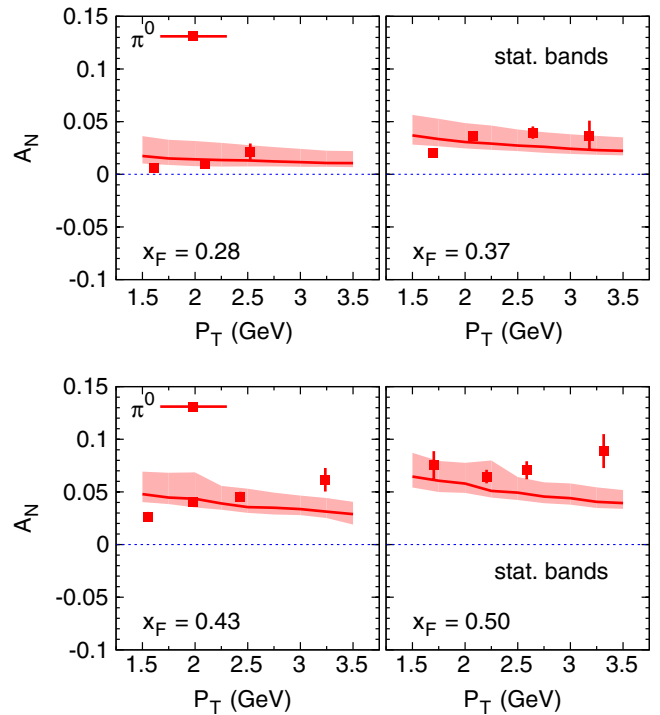 π⁰
stat. bands
0.15
0.1
0.05
0
-0.05
-0.1
A_N
x_F = 0.28
x_F = 0.37
1.5 2 2.5 3 3.5
1.5 2 2.5 3 3.5
P_T (GeV)
P_T (GeV)
π⁰
0.15
0.1
0.05
0
-0.05
-0.1
A_N
stat. bands
x_F = 0.43
x_F = 0.50
1.5 2 2.5 3 3.5
1.5 2 2.5 3 3.5
P_T (GeV)
P_T (GeV)